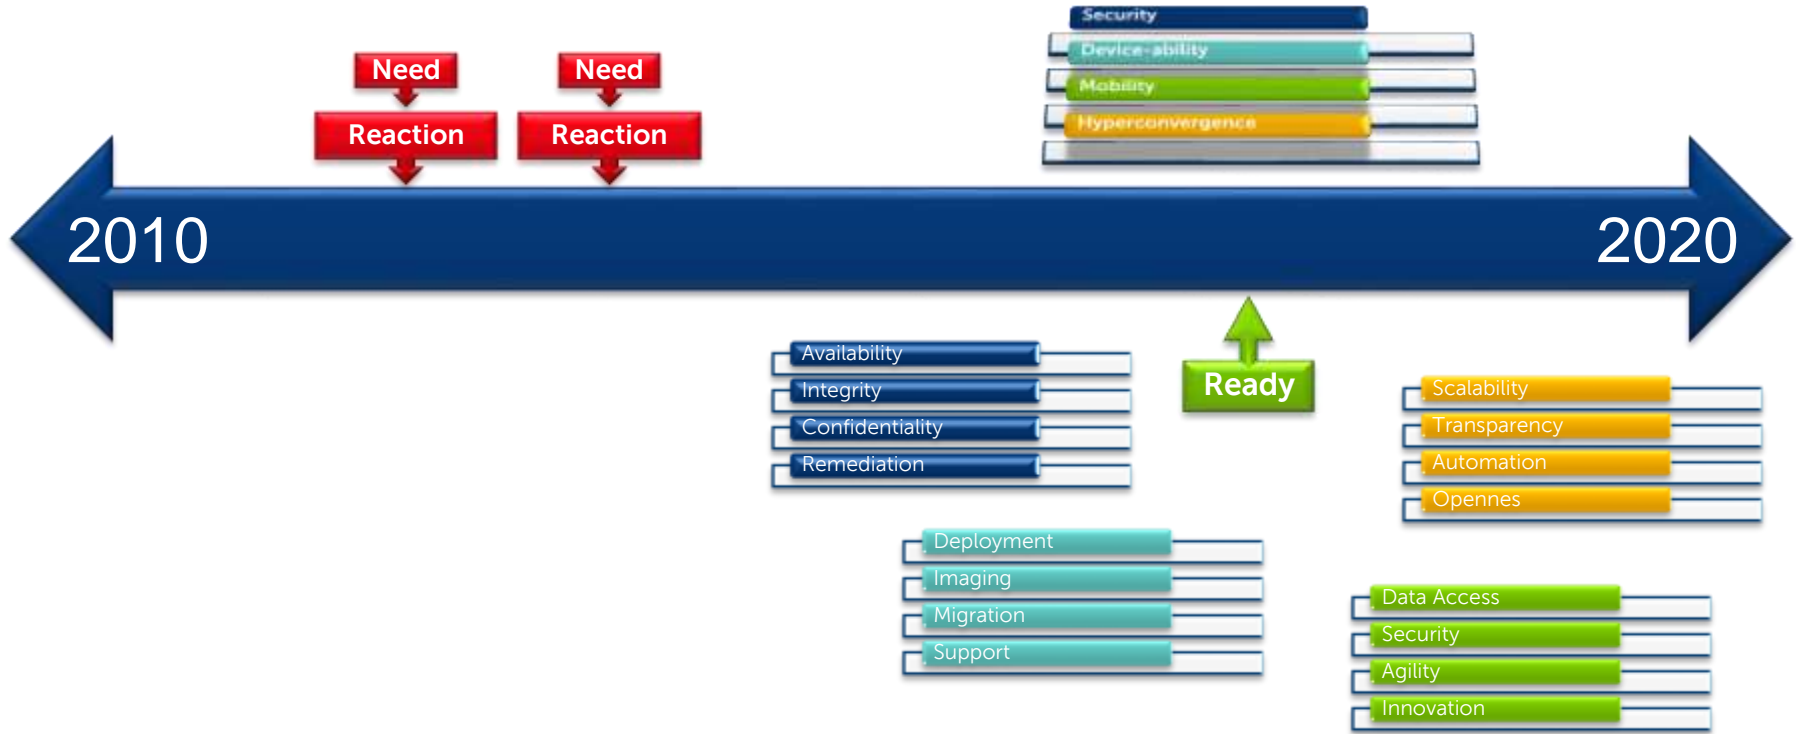 Security
Device-ability
Mobility
Hyperconvergence
Need
Need
Reaction
Reaction
2010
2020
Ready
Availability
Integrity
Confidentiality
Remediation
Scalability
Transparency
Automation
Opennes
Deployment
Imaging
Migration
Support
Data Access
Security
Agility
Innovation